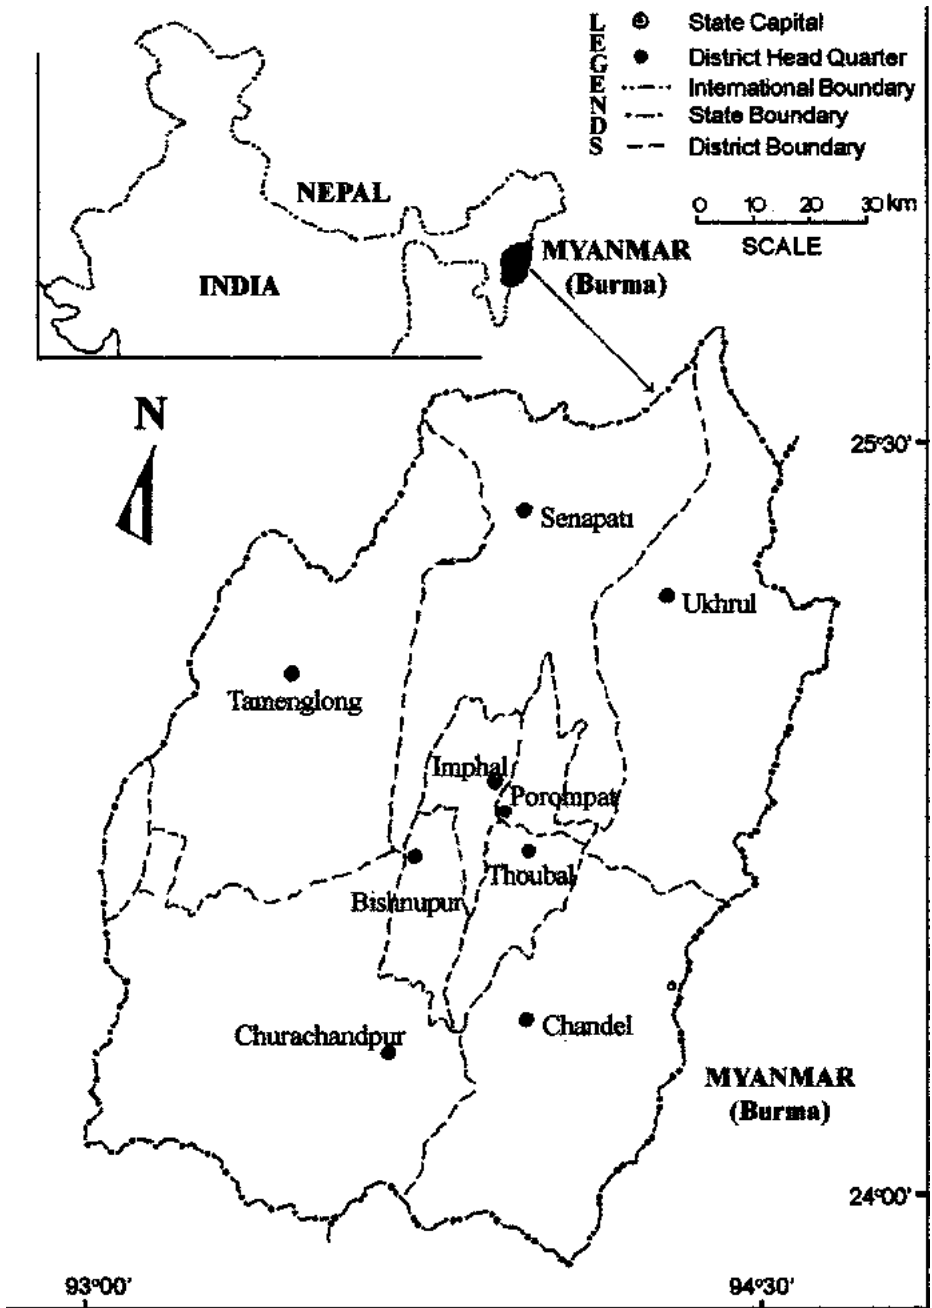 LEGENDS
State Capital
District Head Quarter
International Boundary
State Boundary
District Boundary
0 10 20 30 km
SCALE
NEPAL
INDIA
MYANMAR
(Burma)
N
25°30'
Senapati
Ukhrul
Tamenglong
Imphal
Porompat
Thoubal
Bishnupur
Churachandpur
Chandel
MYANMAR
(Burma)
24°00'
93°00'
94°30'